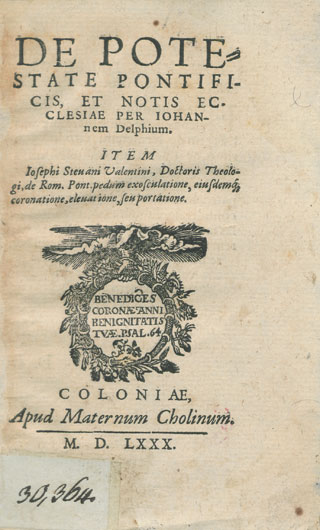 DE POTE=
STATE PONTIFI-
CIS, ET NOTIS EC-
CLESIAE PER IOHAN-
nem Delphium.
ITEM
Iosephi Steuani Valentini, Doctoris Theolo-
gi, de Rom. Pont. pedum exosculatione, eiusdemq́;
coronatione, eleuatione, seu portatione.
BENEDICES
CORONÆ ANNI
BENIGNITATIS
TVÆ. PSAL. 64
COLONIAE,
Apud Maternum Cholinum.
M. D. LXXX.
30,364.